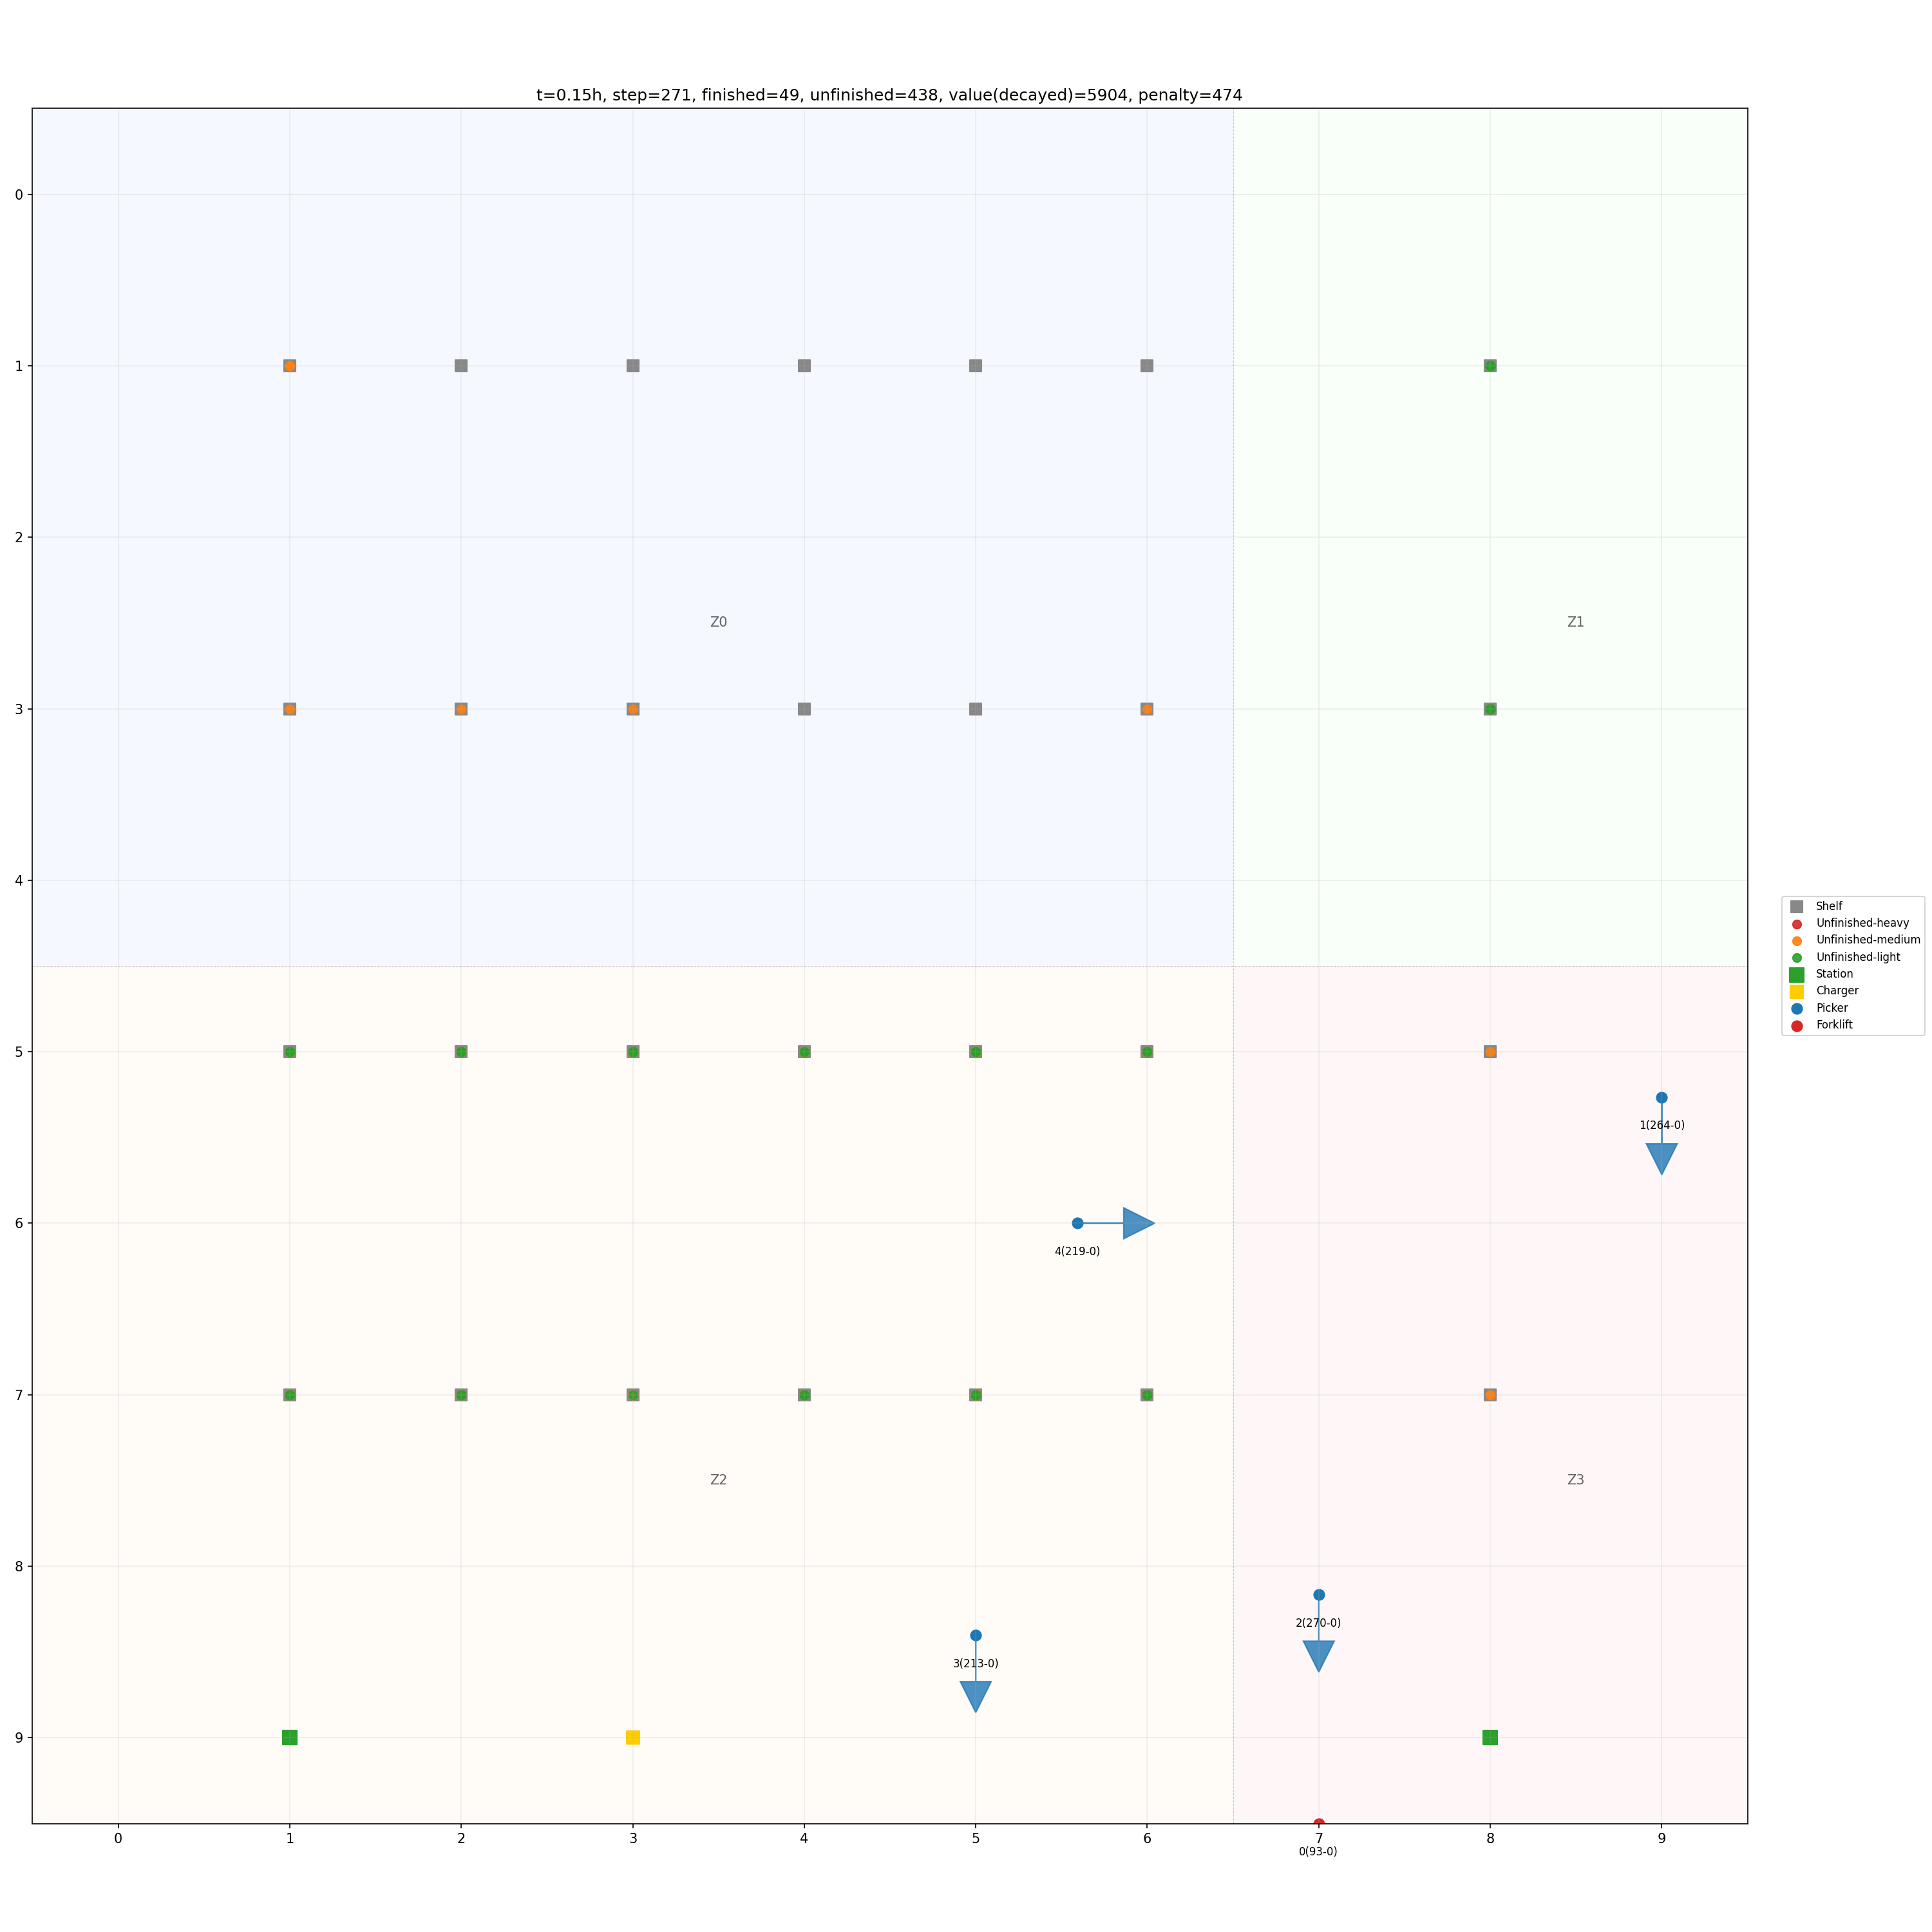 t=0.15h, step=271, finished=49, unfinished=438, value(decayed)=5904, penalty=474
0
1
2
3
4
5
6
7
8
9
Z0
Z1
Z2
Z3
1(264-0)
4(219-0)
2(270-0)
3(213-0)
0 1 2 3 4 5 6 7 8 9
0(93-0)
Shelf
Unfinished-heavy
Unfinished-medium
Unfinished-light
Station
Charger
Picker
Forklift